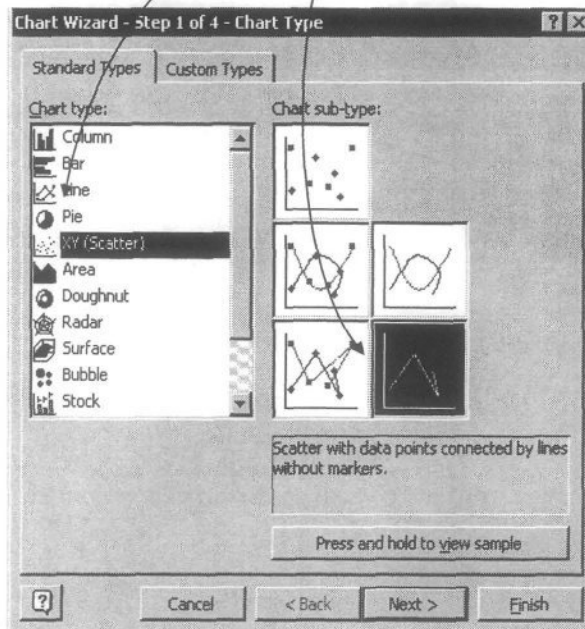 Chart Wizard - Step 1 of 4 - Chart Type
Standard Types
Custom Types
Chart type:
Column
Bar
Line
Pie
XY (Scatter)
Area
Doughnut
Radar
Surface
Bubble
Stock
Chart sub-type:
Scatter with data points connected by lines
without markers.
Press and hold to view sample
Cancel
< Back
Next >
Finish